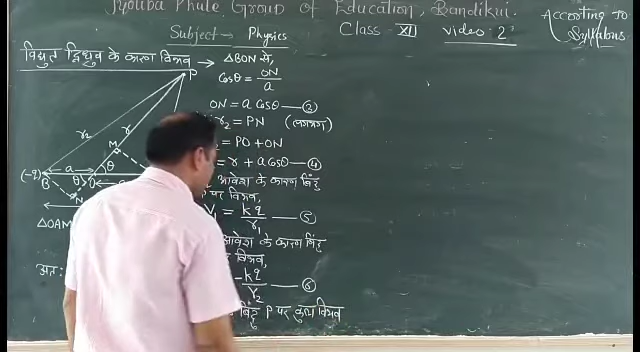 Jyotiba Phule Group of Education, Bandikui.
According To Syllabus
Subject → Physics
Class - XI
Video: 2
विद्युत द्विध्रुव के कारण विभव →
ΔBON से,
Cosθ = ON/a
ON = a Cosθ —③
r₂ = PN (लगभग)
= PO + ON
= r + a cosθ —④
आवेश के कारण बिंदु
P पर विभव,
V₁ = kq/r₁ —⑤
आवेश के कारण बिंदु
पर विभव,
-kq/r₂ —⑥
बिंदु P पर कुल विभव
P
r₂
r
M
(-q)
a
θ
θ
B
O
N
ΔOAM
अतः